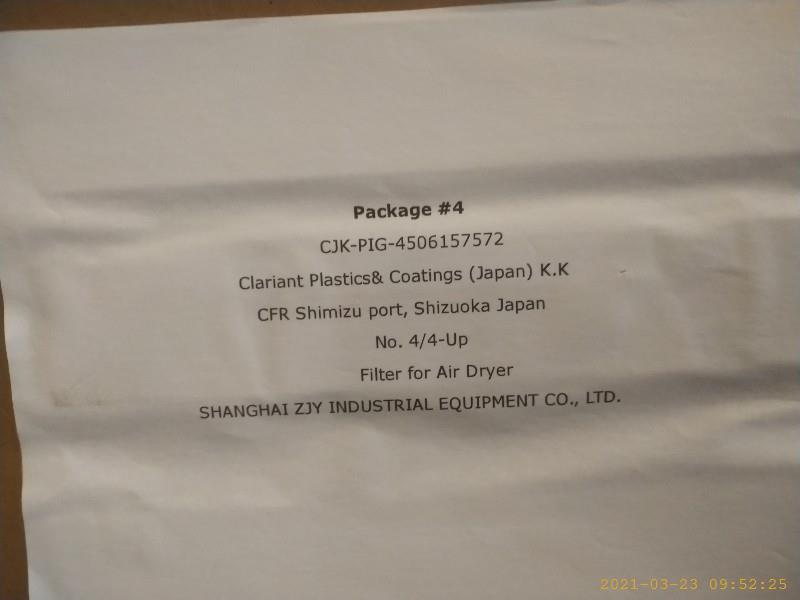 Package #4
CJK-PIG-4506157572
Clariant Plastics& Coatings (Japan) K.K
CFR Shimizu port, Shizuoka Japan
No. 4/4-Up
Filter for Air Dryer
SHANGHAI ZJY INDUSTRIAL EQUIPMENT CO., LTD.
2021-03-23 09:52:25